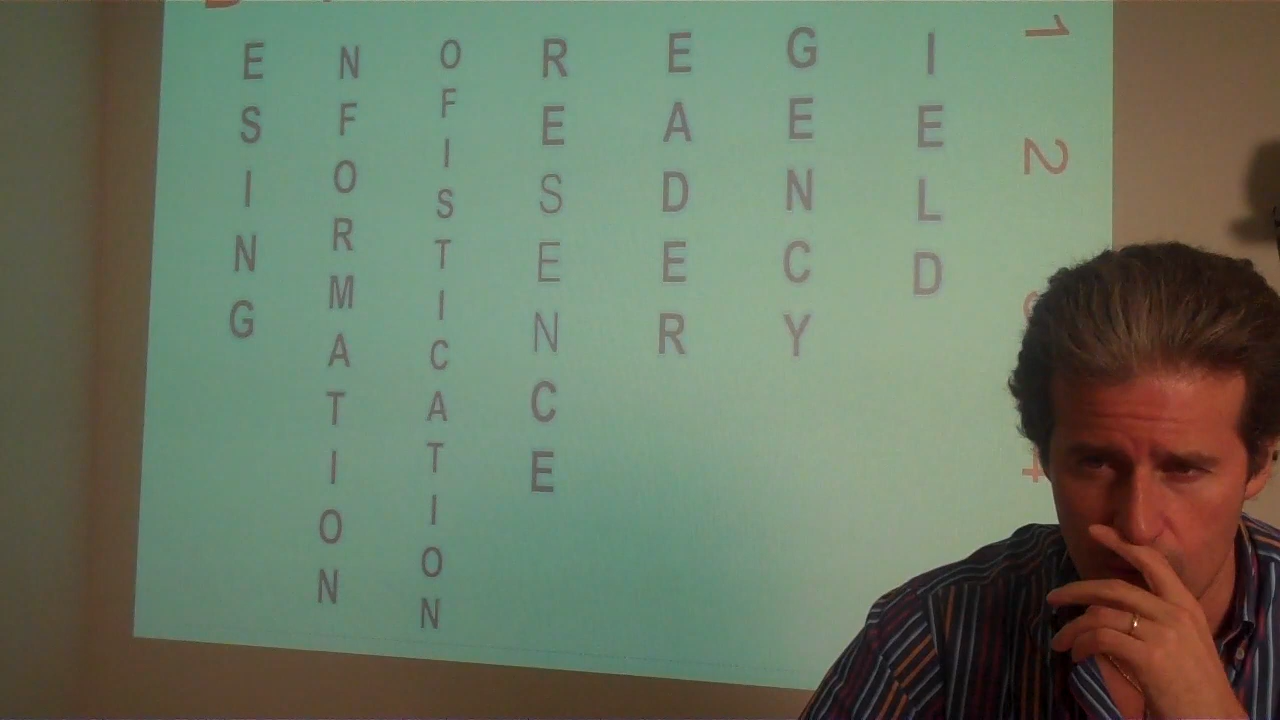 ESING
NFORMATION
OFISTICATION
RESENCE
EADER
GENCY
IELD
1
2